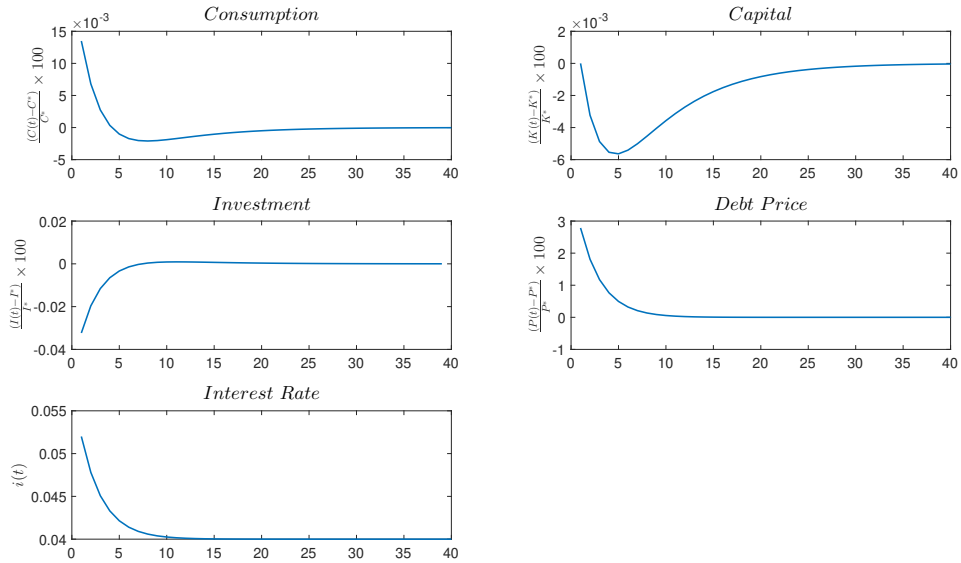 Consumption
×10⁻³
15
10
5
0
-5
(C(t)−C*)/C* × 100
0 5 10 15 20 25 30 35 40
Capital
×10⁻³
2
0
-2
-4
-6
(K(t)−K*)/K* × 100
0 5 10 15 20 25 30 35 40
Investment
0.02
0
-0.02
-0.04
(I(t)−I*)/I* × 100
0 5 10 15 20 25 30 35 40
Debt Price
3
2
1
0
-1
(P(t)−P*)/P* × 100
0 5 10 15 20 25 30 35 40
Interest Rate
0.055
0.05
0.045
0.04
i(t)
0 5 10 15 20 25 30 35 40